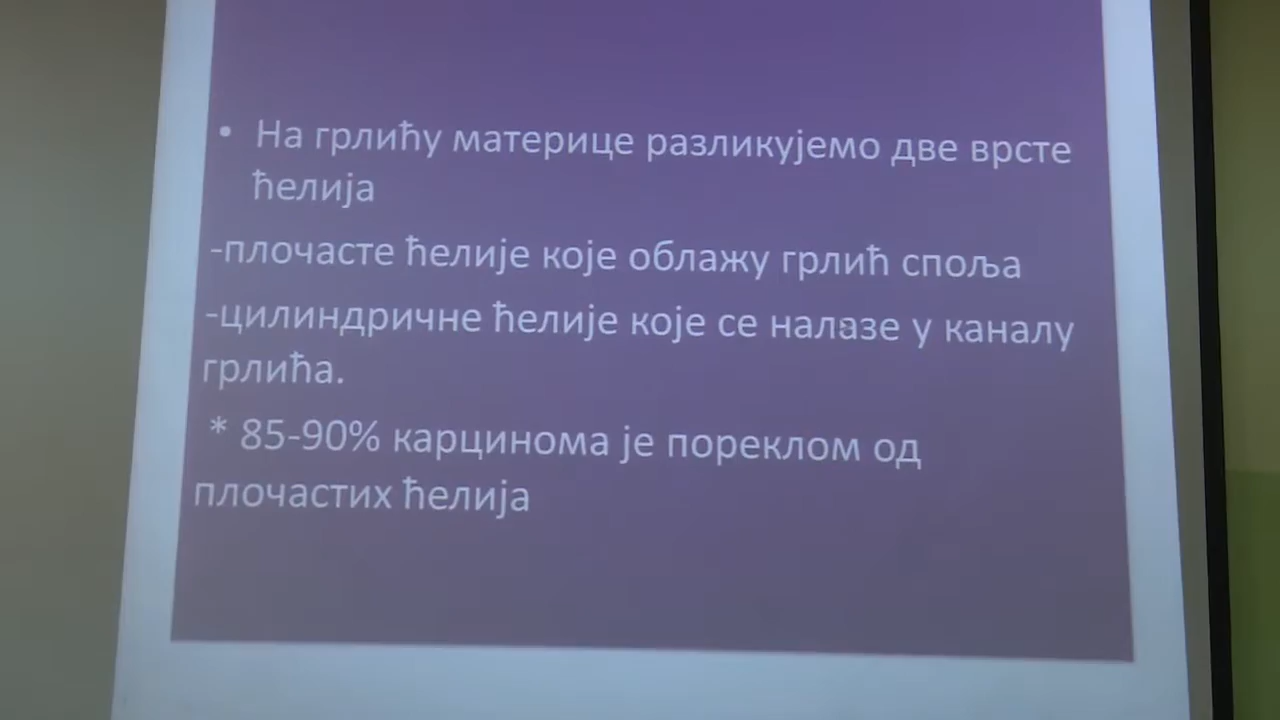 • На грлићу материце разликујемо две врсте
ћелија
-плочасте ћелије које облажу грлић споља
-цилиндричне ћелије које се налазе у каналу
грлића.
* 85-90% карцинома је пореклом од
плочастих ћелија